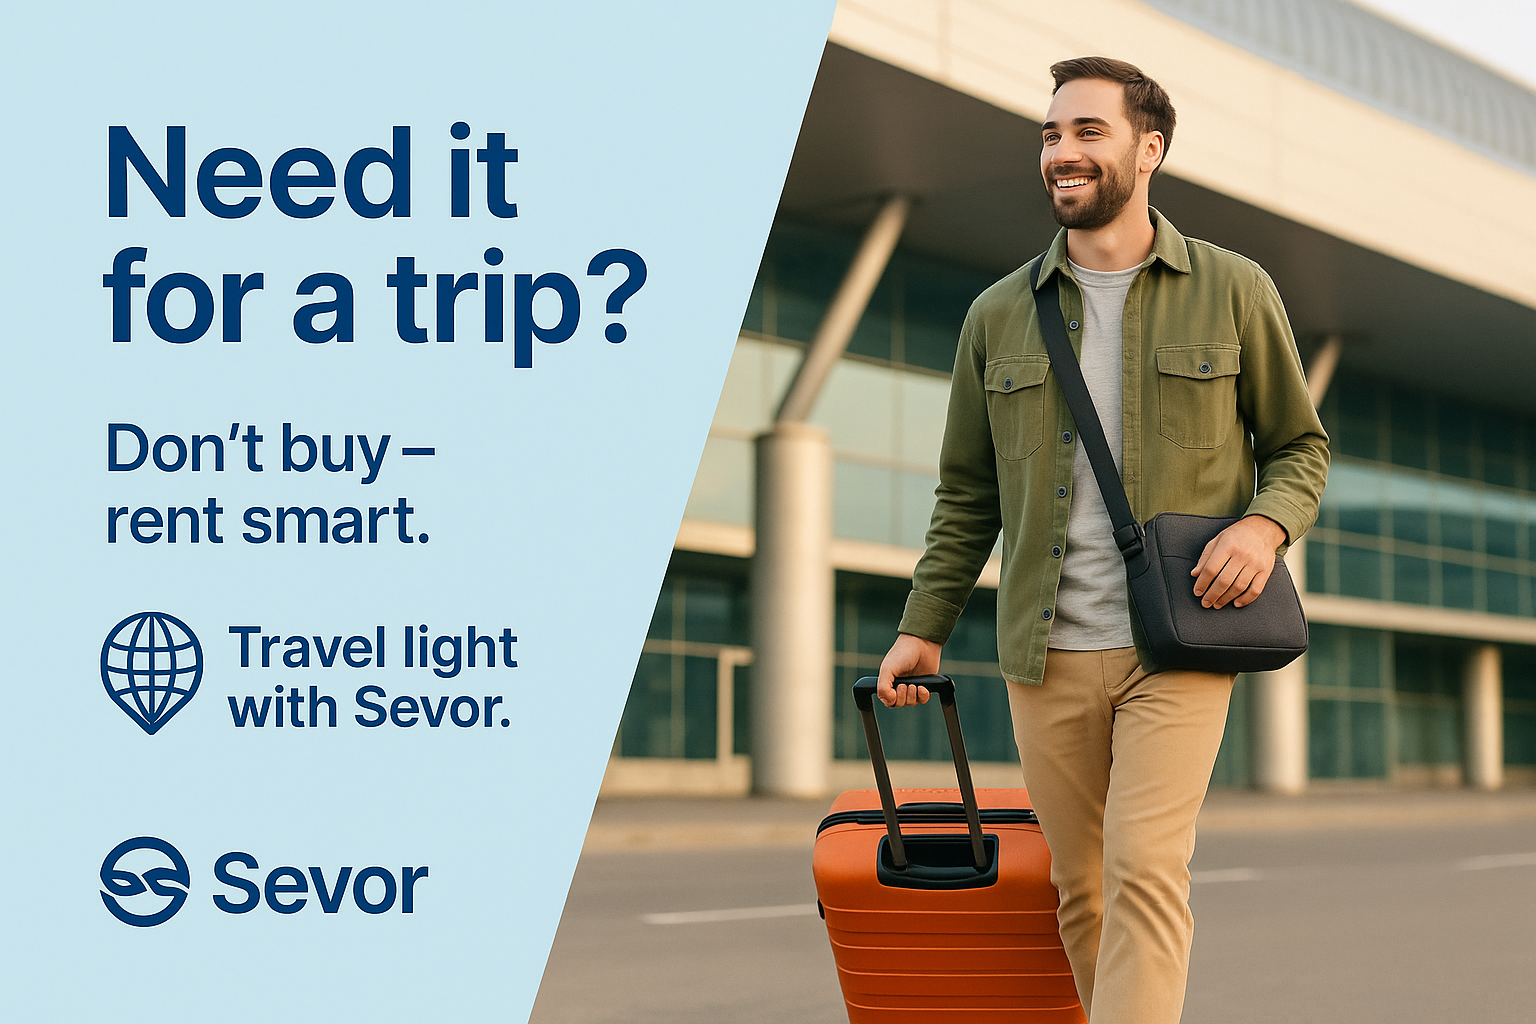 Need it
for a trip?
Don't buy –
rent smart.
Travel light
with Sevor.
Sevor